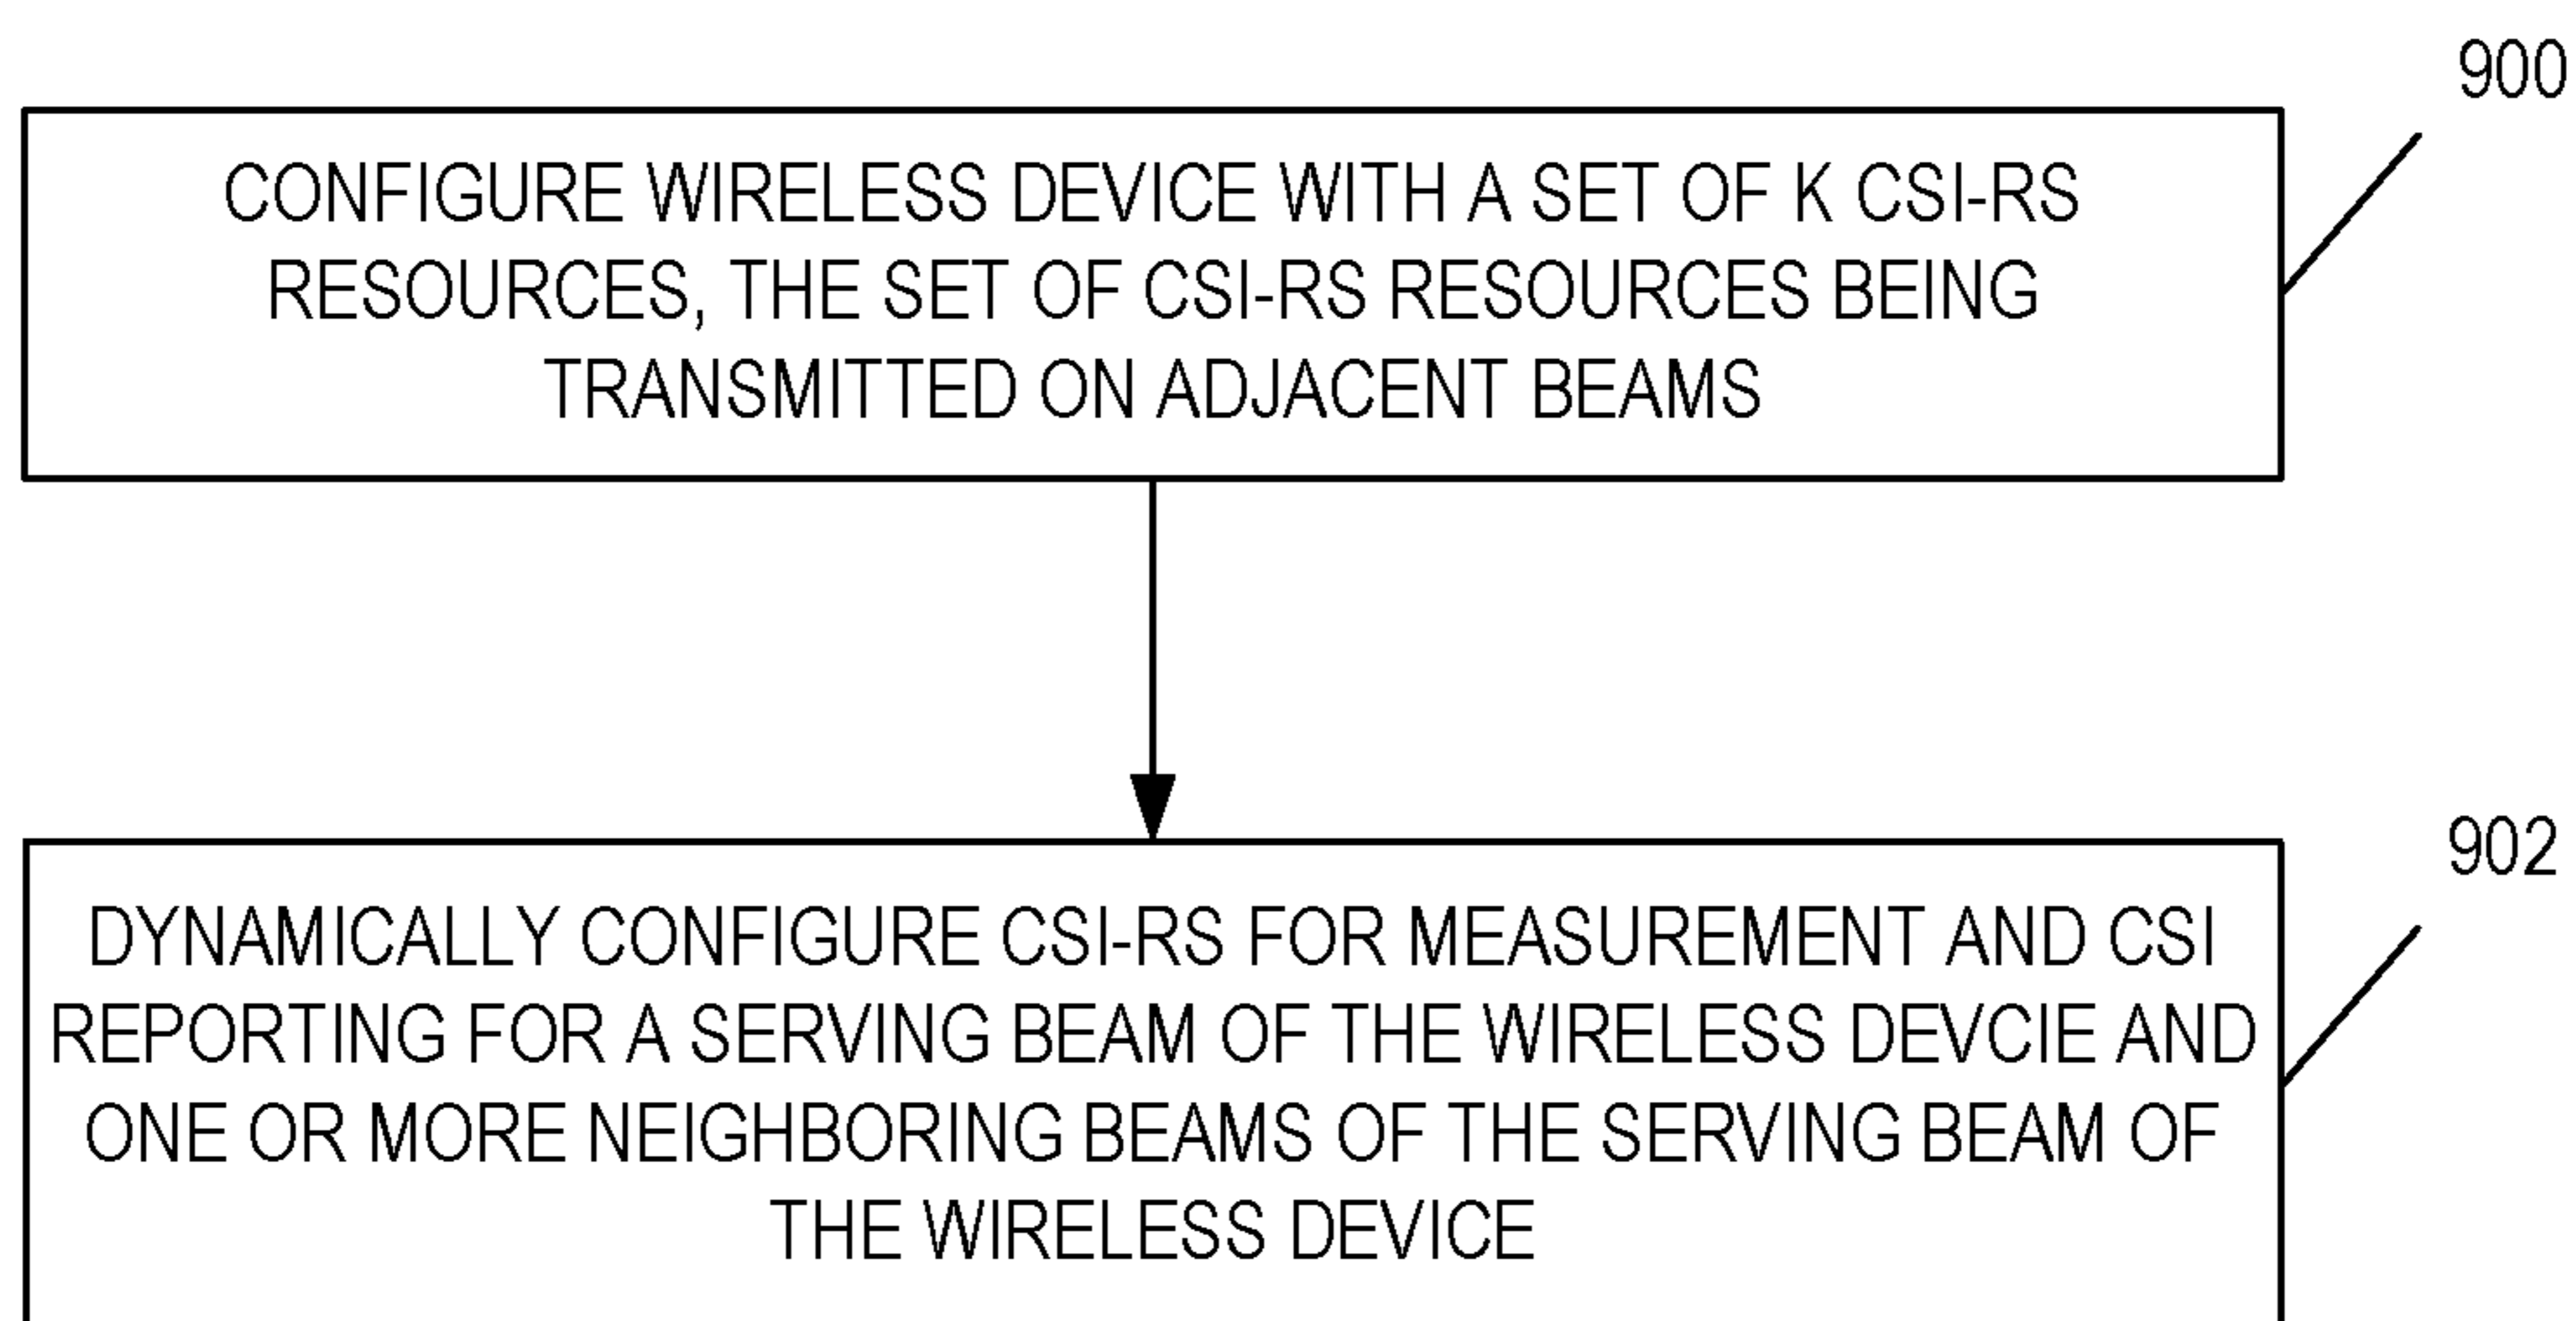 900
CONFIGURE WIRELESS DEVICE WITH A SET OF K CSI-RS
RESOURCES, THE SET OF CSI-RS RESOURCES BEING
TRANSMITTED ON ADJACENT BEAMS
902
DYNAMICALLY CONFIGURE CSI-RS FOR MEASUREMENT AND CSI
REPORTING FOR A SERVING BEAM OF THE WIRELESS DEVCIE AND
ONE OR MORE NEIGHBORING BEAMS OF THE SERVING BEAM OF
THE WIRELESS DEVICE